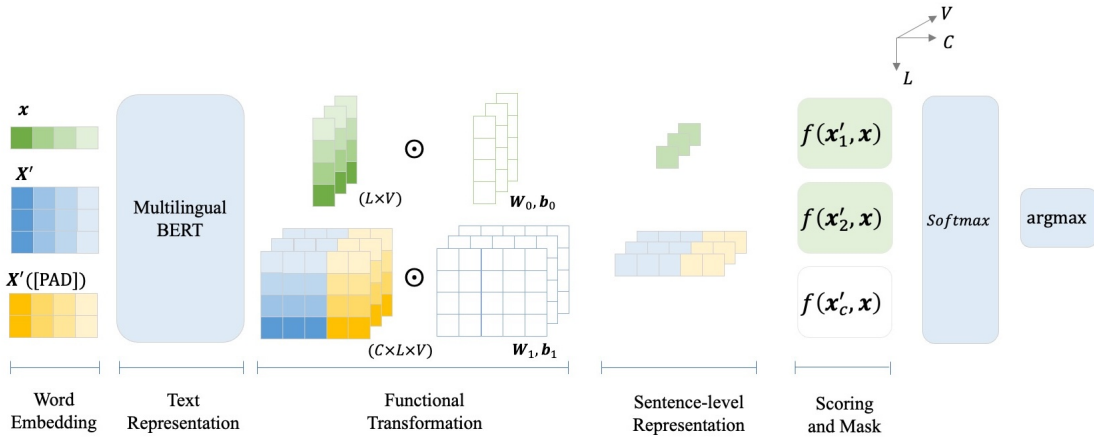 V
C
L
x
X′
X′([PAD])
Multilingual
BERT
(L×V)
⊙
W₀, b₀
(C×L×V)
⊙
W₁, b₁
f(x′₁, x)
f(x′₂, x)
f(x′c, x)
Softmax
argmax
Word
Embedding
Text
Representation
Functional
Transformation
Sentence-level
Representation
Scoring
and Mask